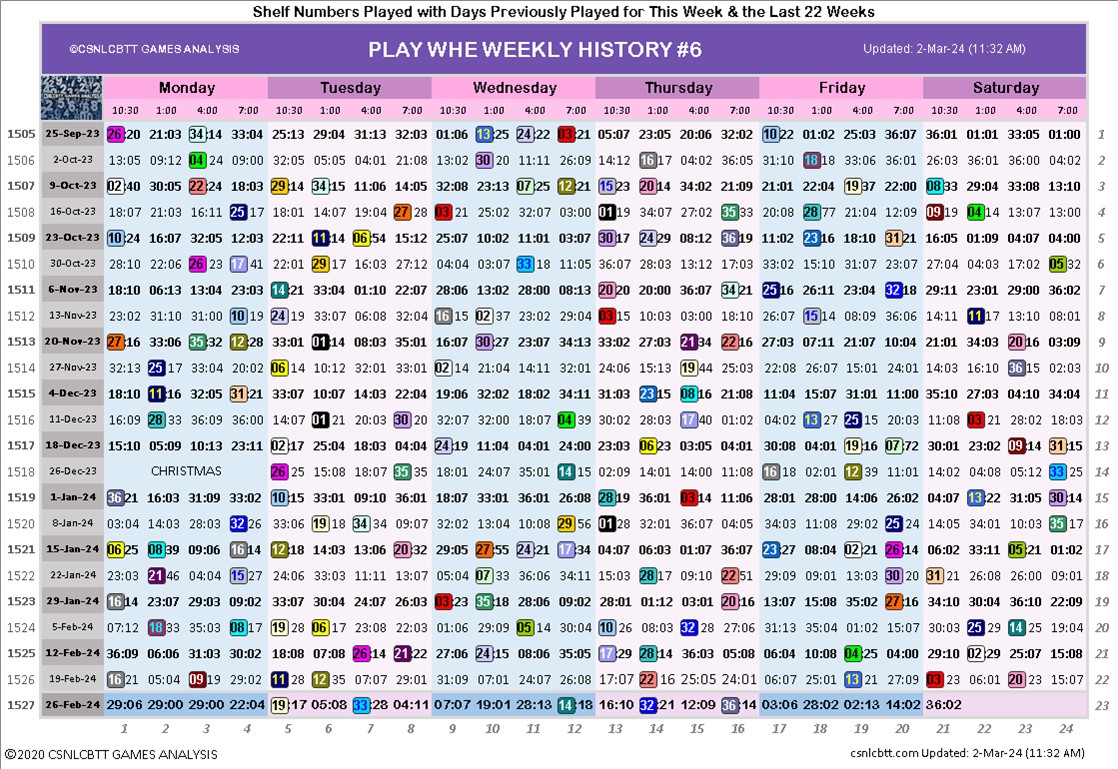 Shelf Numbers Played with Days Previously Played for This Week & the Last 22 Weeks
©CSNLCBTT GAMES ANALYSIS PLAY WHE WEEKLY HISTORY #6 Updated: 2-Mar-24 (11:32 AM)
Monday Tuesday Wednesday Thursday Friday Saturday
10:30 1:00 4:00 7:00 10:30 1:00 4:00 7:00 10:30 1:00 4:00 7:00 10:30 1:00 4:00 7:00 10:30 1:00 4:00 7:00 10:30 1:00 4:00 7:00
1505 25-Sep-23 26:20 21:03 34:14 33:04 25:13 29:04 31:13 32:03 01:06 13:25 24:22 03:21 05:07 23:05 20:06 32:02 10:22 01:02 25:03 36:07 36:01 01:01 33:05 01:00 1
1506 2-Oct-23 13:05 09:12 04:24 09:00 32:05 05:05 04:01 21:08 13:02 30:20 11:11 26:09 14:12 16:17 04:02 36:05 31:10 18:18 33:06 36:01 26:03 36:01 36:00 04:02 2
1507 9-Oct-23 02:40 30:05 22:24 18:03 29:14 34:15 11:06 14:05 32:08 23:13 07:25 12:21 15:23 20:14 34:02 21:09 21:01 22:04 19:37 22:00 08:33 29:04 33:08 13:10 3
1508 16-Oct-23 18:07 21:03 16:11 25:17 18:01 14:07 19:04 27:28 03:21 25:02 32:07 03:00 01:19 34:07 27:02 35:33 20:08 28:77 21:04 12:09 09:19 04:14 13:07 13:00 4
1509 23-Oct-23 10:24 16:07 32:05 12:03 22:11 11:14 06:54 15:12 25:07 10:02 11:01 03:07 30:17 24:29 08:12 36:19 11:02 23:16 18:10 31:21 16:05 01:09 04:07 04:00 5
1510 30-Oct-23 28:10 22:06 26:23 17:41 22:01 29:17 16:03 27:12 04:04 03:07 33:18 11:05 36:07 28:03 13:12 17:03 33:02 15:10 31:07 23:07 27:04 04:03 17:02 05:32 6
1511 6-Nov-23 18:10 06:13 13:04 23:03 14:21 33:04 01:10 22:07 28:06 13:02 28:00 08:13 20:20 20:00 36:07 34:21 25:16 26:11 23:04 32:18 29:11 23:01 29:00 36:02 7
1512 13-Nov-23 23:02 31:10 31:00 10:19 24:19 33:07 06:08 32:04 16:15 02:37 23:02 29:04 03:15 10:03 03:00 18:10 18:07 15:14 08:09 36:06 14:11 11:17 13:10 08:01 8
1513 20-Nov-23 27:16 33:06 35:32 12:28 33:01 01:14 08:03 35:01 16:07 30:27 13:07 34:13 33:02 27:03 21:34 22:16 27:03 07:11 21:07 10:04 21:01 34:03 20:16 03:09 9
1514 27-Nov-23 32:13 25:17 33:04 20:02 06:14 10:12 32:01 33:01 02:14 21:04 31:14 10:21 24:06 15:13 19:44 25:03 22:08 26:07 15:01 24:01 14:03 16:10 36:15 02:03 10
1515 4-Dec-23 18:10 11:16 32:05 31:21 33:07 10:07 14:03 22:04 19:06 24:07 19:01 24:01 31:03 23:15 08:16 21:08 11:04 15:07 31:01 11:00 35:10 27:03 04:10 34:04 11
1516 11-Dec-23 16:09 28:33 36:09 36:00 14:07 01:21 07:08 30:20 32:07 32:00 18:07 04:39 30:02 28:03 17:40 01:03 04:02 13:27 25:15 20:03 11:08 03:21 28:02 18:03 12
1517 18-Dec-23 15:10 05:09 10:13 23:11 02:17 25:04 18:03 04:04 24:19 11:04 04:01 24:00 23:03 06:23 03:05 04:01 30:08 04:01 19:16 07:72 30:01 23:02 09:14 31:15 13
1518 26-Dec-23 CHRISTMAS 26:25 15:08 18:07 35:35 18:01 24:07 35:01 14:15 02:09 14:01 14:01 11:08 16:18 02:01 12:39 11:01 14:02 04:08 05:12 33:25 14
1519 1-Jan-24 36:21 16:03 31:09 33:02 10:15 33:01 09:10 36:01 18:07 33:01 36:01 26:08 28:19 36:01 03:14 11:06 28:01 28:00 14:06 26:02 04:07 13:22 31:05 30:14 15
1520 8-Jan-24 03:04 14:03 28:03 32:26 33:06 19:18 34:34 09:07 32:02 13:04 10:08 29:56 01:28 32:01 36:07 04:05 34:03 11:08 29:02 25:24 14:05 34:01 10:03 35:17 16
1521 15-Jan-24 06:25 08:39 09:06 16:14 12:18 14:03 13:06 20:32 29:05 27:55 24:21 17:34 04:07 06:03 01:07 36:07 23:27 08:04 02:21 26:14 06:02 33:11 05:21 01:02 17
1522 22-Jan-24 23:03 21:46 04:04 15:27 24:06 33:03 11:11 13:07 05:04 07:33 36:06 34:11 15:03 28:17 09:10 22:51 29:09 09:01 19:13 30:20 31:21 26:08 26:00 09:01 18
1523 29-Jan-24 16:14 23:07 29:03 09:02 33:07 30:04 24:07 26:03 03:23 35:18 28:06 09:02 28:01 01:12 03:01 20:16 13:07 15:08 35:02 27:16 34:10 30:04 36:10 22:09 19
1524 5-Feb-24 07:12 18:33 35:03 08:17 19:28 06:17 23:08 22:03 01:06 29:09 05:14 30:04 10:26 08:03 32:28 27:06 31:13 35:04 01:02 15:07 30:03 25:29 14:25 19:04 20
1525 12-Feb-24 36:09 06:06 31:03 30:02 18:08 07:08 26:14 21:22 27:06 24:15 08:06 35:05 17:29 28:14 03:06 05:08 06:04 10:08 04:25 04:00 29:10 02:29 25:07 15:08 21
1526 19-Feb-24 16:21 05:04 09:19 29:02 11:28 12:35 07:07 29:01 31:09 07:01 24:07 26:08 17:07 22:16 25:05 24:01 06:07 25:01 13:21 27:09 03:23 06:08 20:23 15:07 22
1527 26-Feb-24 29:06 29:00 29:00 22:04 19:17 05:08 33:28 04:11 07:07 19:01 28:13 14:18 16:10 32:21 12:09 36:14 03:06 28:02 02:13 14:02 36:02 23
1 2 3 4 5 6 7 8 9 10 11 12 13 14 15 16 17 18 19 20 21 22 23 24
©2020 CSNLCBTT GAMES ANALYSIS csnlcbtt.com Updated: 2-Mar-24 (11:32 AM)